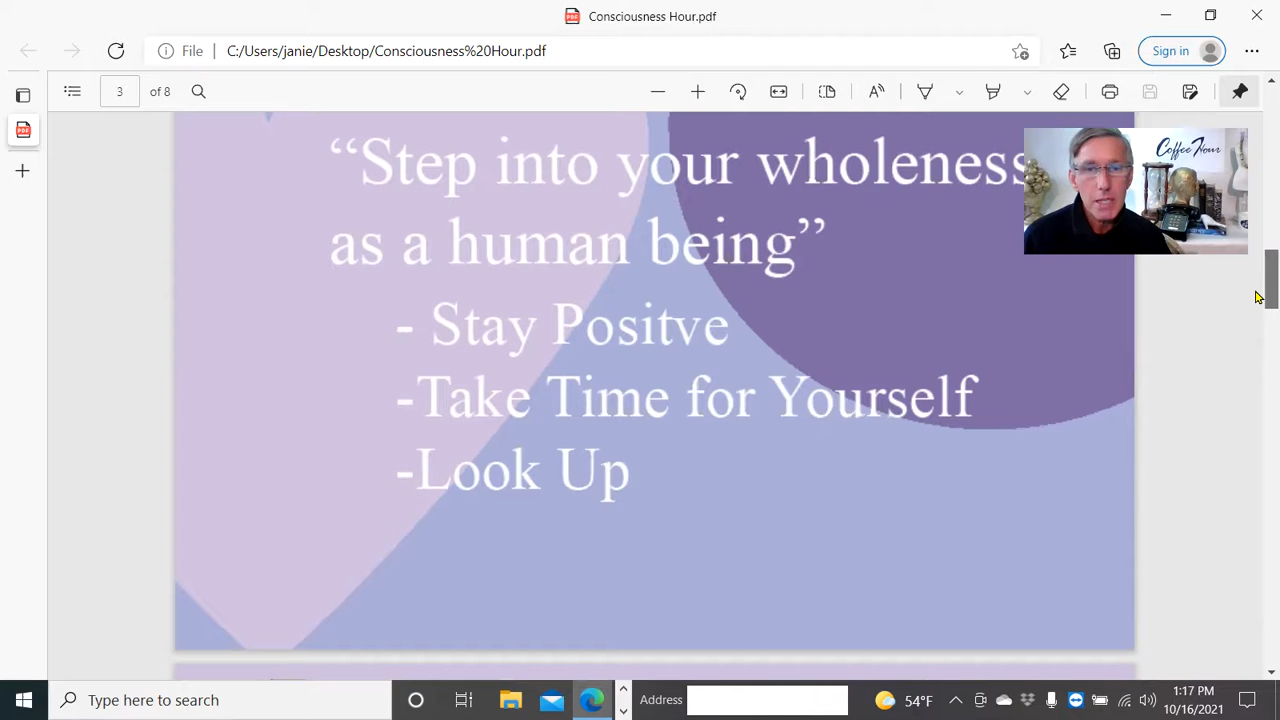 Consciousness Hour.pdf
File C:/Users/janie/Desktop/Consciousness%20Hour.pdf Sign in
3 of 8
“Step into your wholeness
as a human being”
- Stay Positve
-Take Time for Yourself
-Look Up
Coffee Hour
Type here to search
Address
54°F
1:17 PM
10/16/2021